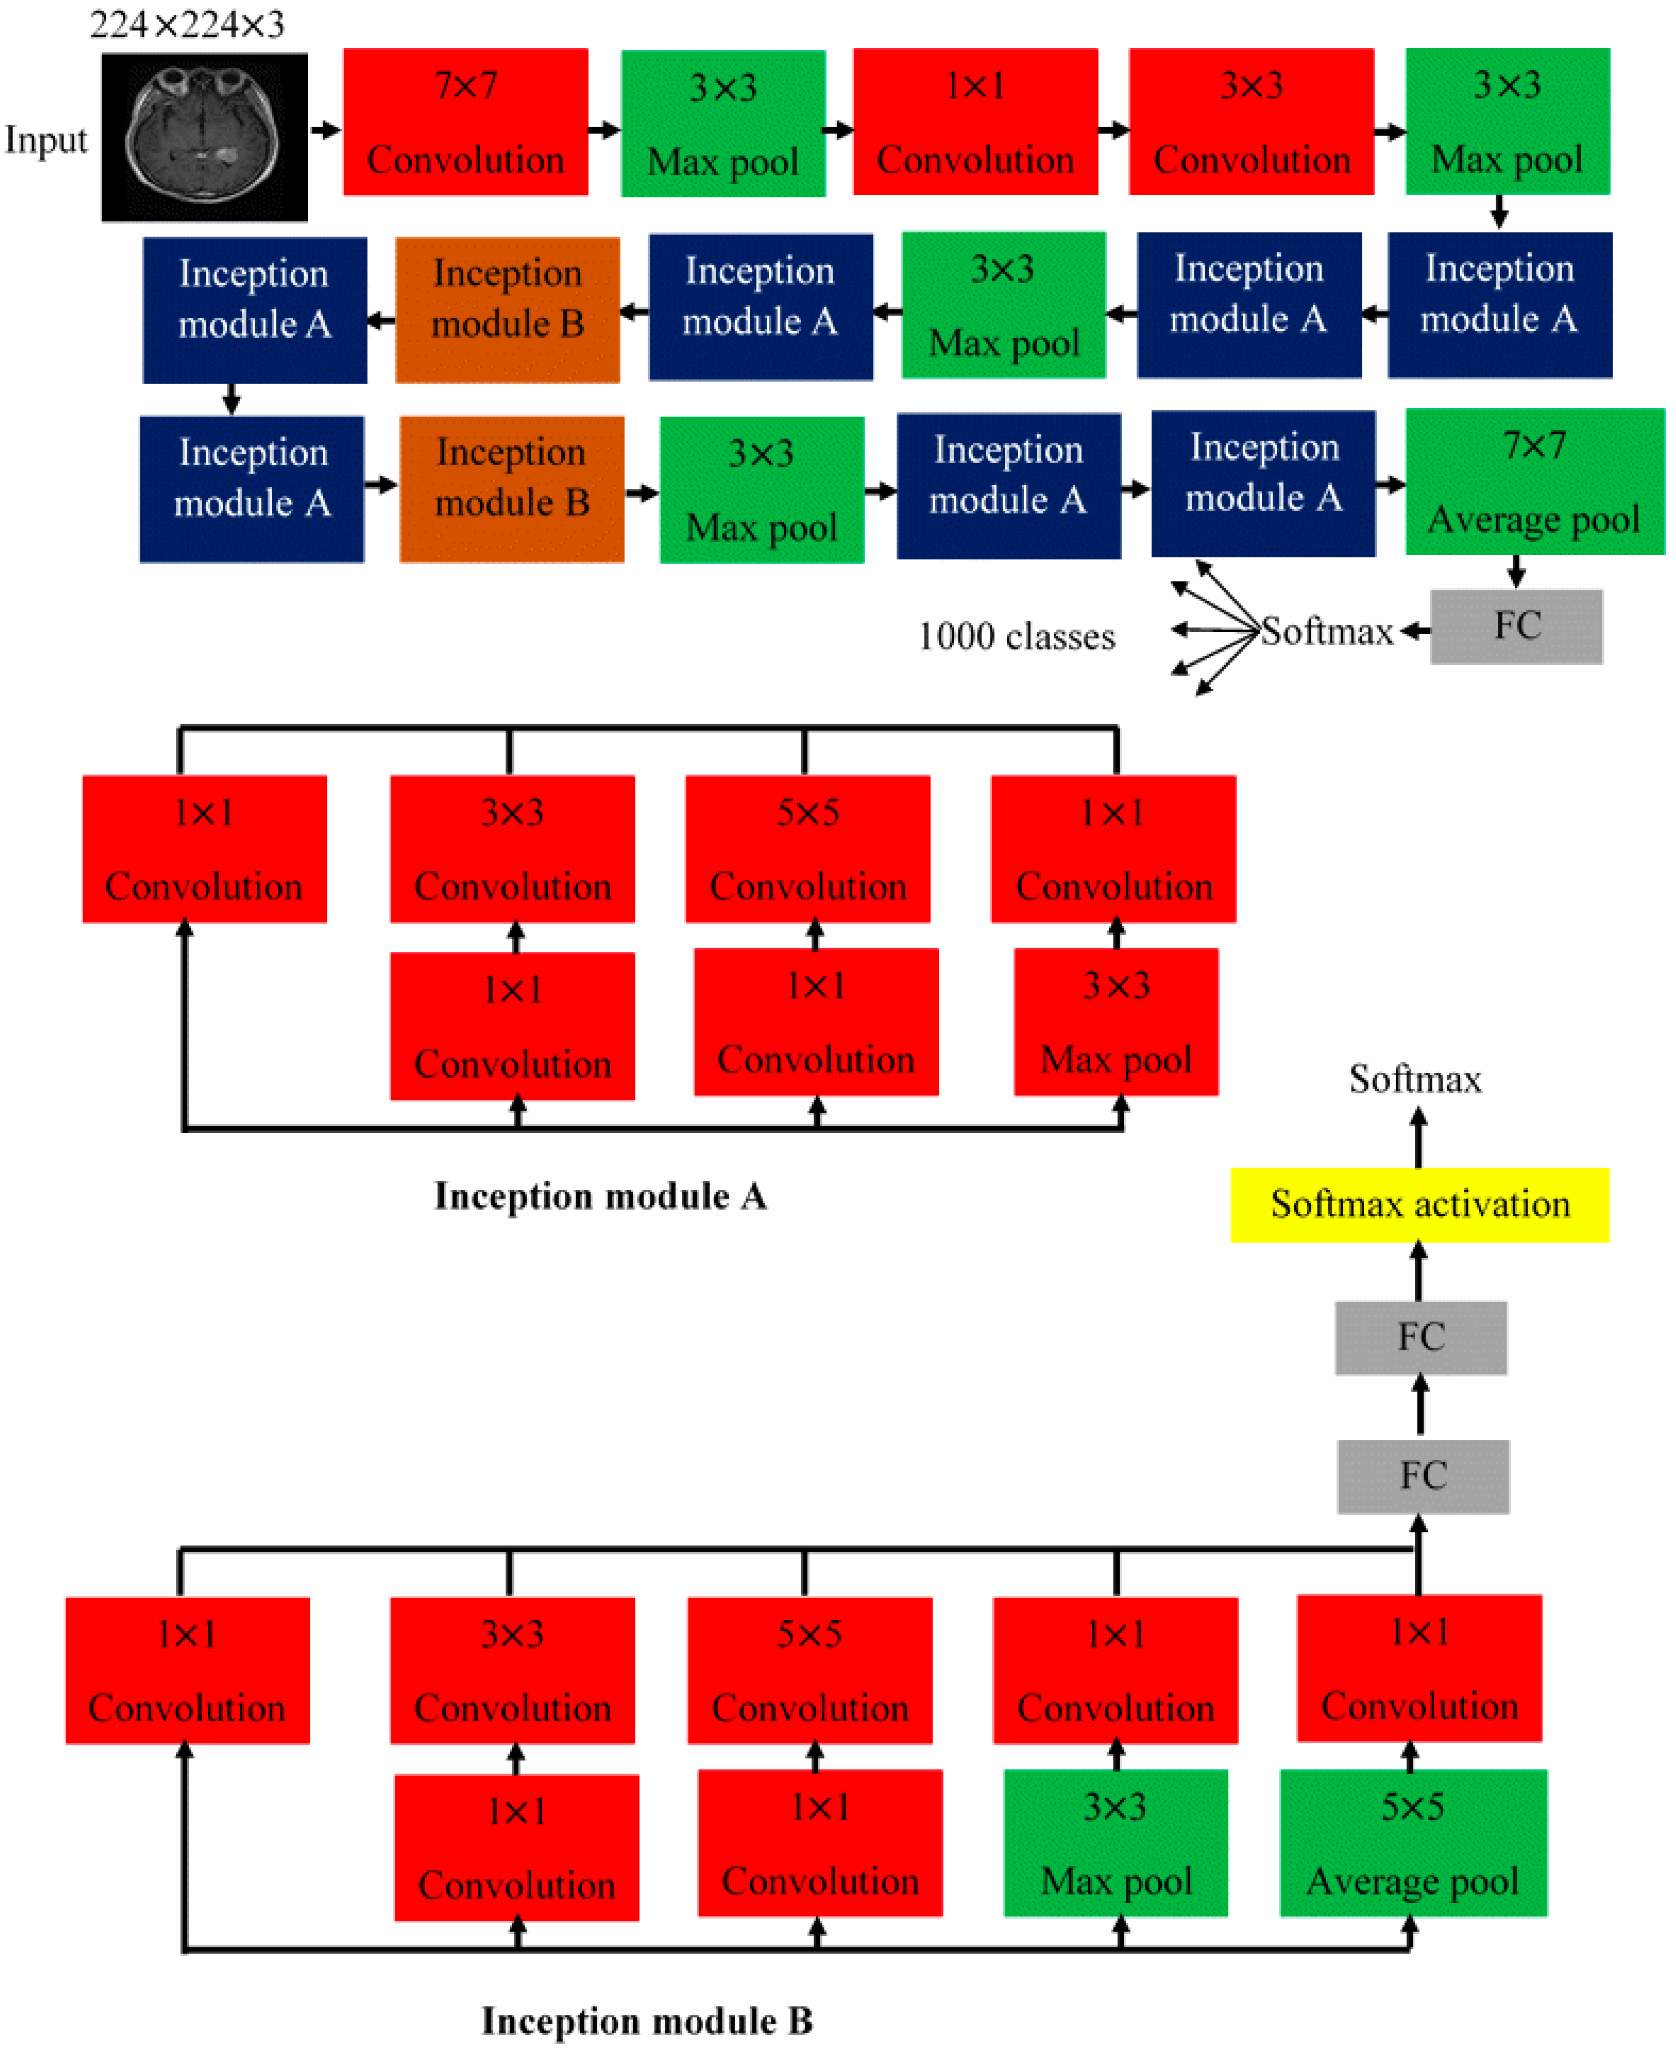 224×224×3
Input
7×7
Convolution
3×3
Max pool
1×1
Convolution
3×3
Convolution
3×3
Max pool
Inception
module A
Inception
module B
Inception
module A
3×3
Max pool
Inception
module A
Inception
module A
Inception
module A
Inception
module B
3×3
Max pool
Inception
module A
Inception
module A
7×7
Average pool
1000 classes
Softmax
FC
1×1
Convolution
3×3
Convolution
5×5
Convolution
1×1
Convolution
1×1
Convolution
1×1
Convolution
3×3
Max pool
Inception module A
Softmax
Softmax activation
FC
FC
1×1
Convolution
3×3
Convolution
5×5
Convolution
1×1
Convolution
1×1
Convolution
1×1
Convolution
1×1
Convolution
3×3
Max pool
5×5
Average pool
Inception module B